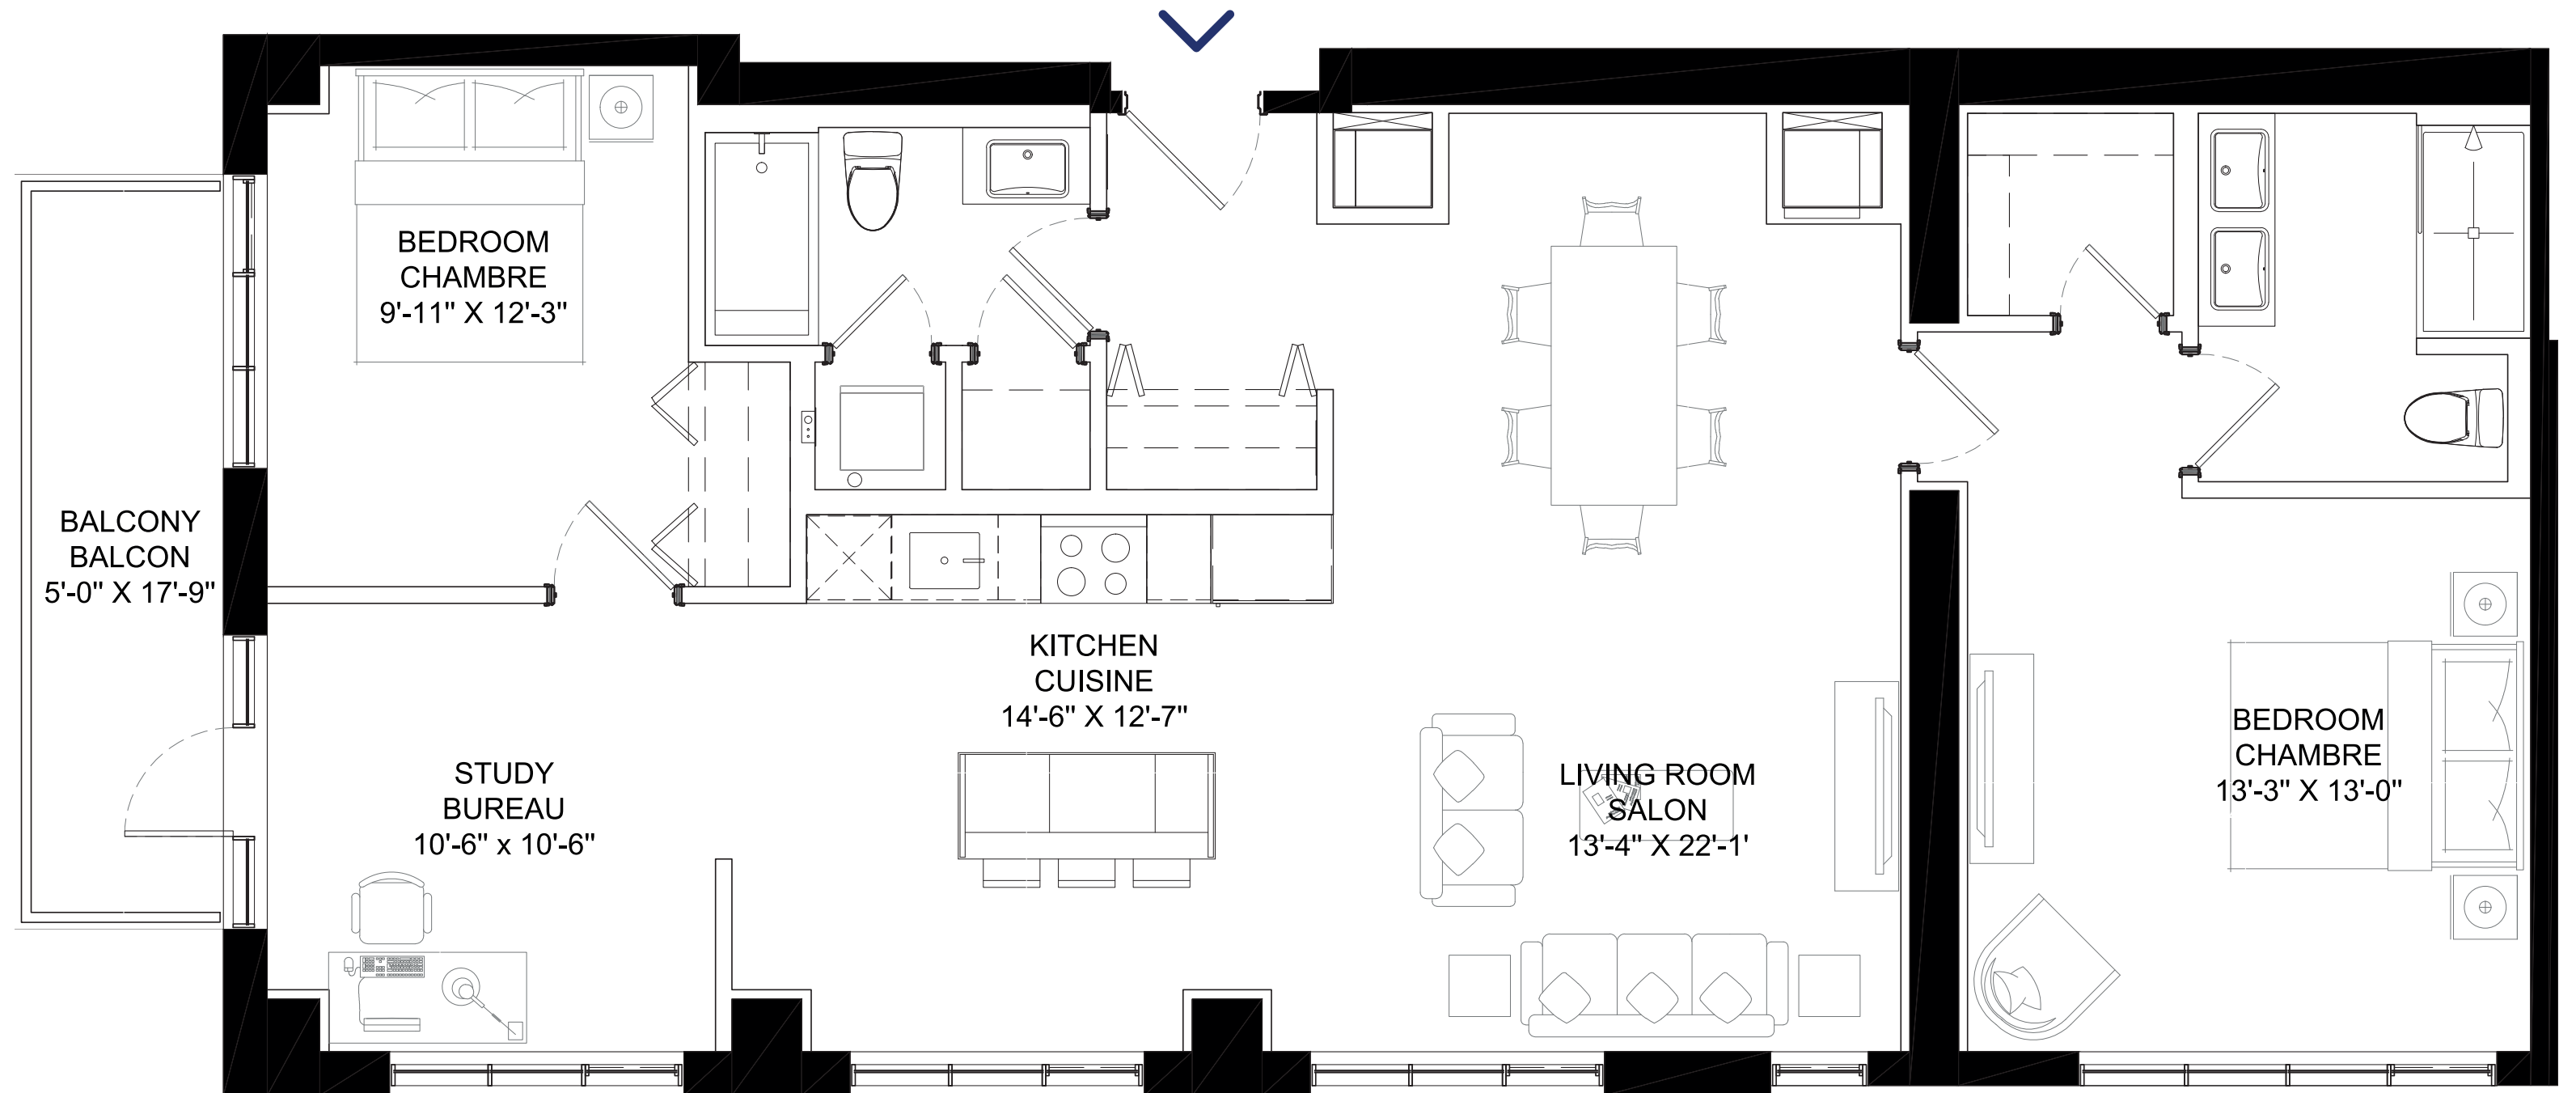 BEDROOM
CHAMBRE
9'-11" X 12'-3"
BALCONY
BALCON
5'-0" X 17'-9"
KITCHEN
CUISINE
14'-6" X 12'-7"
STUDY
BUREAU
10'-6" x 10'-6"
LIVING ROOM
SALON
13'-4" X 22'-1'
BEDROOM
CHAMBRE
13'-3" X 13'-0"